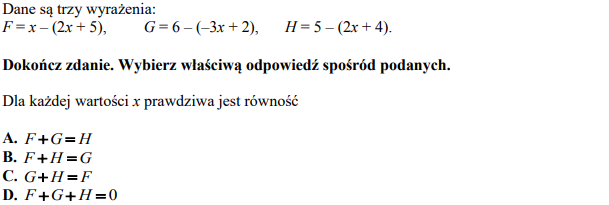 Dane są trzy wyrażenia:
F = x – (2x + 5), G = 6 – (–3x + 2), H = 5 – (2x + 4).
Dokończ zdanie. Wybierz właściwą odpowiedź spośród podanych.
Dla każdej wartości x prawdziwa jest równość
A. F+G=H
B. F+H=G
C. G+H=F
D. F+G+H=0